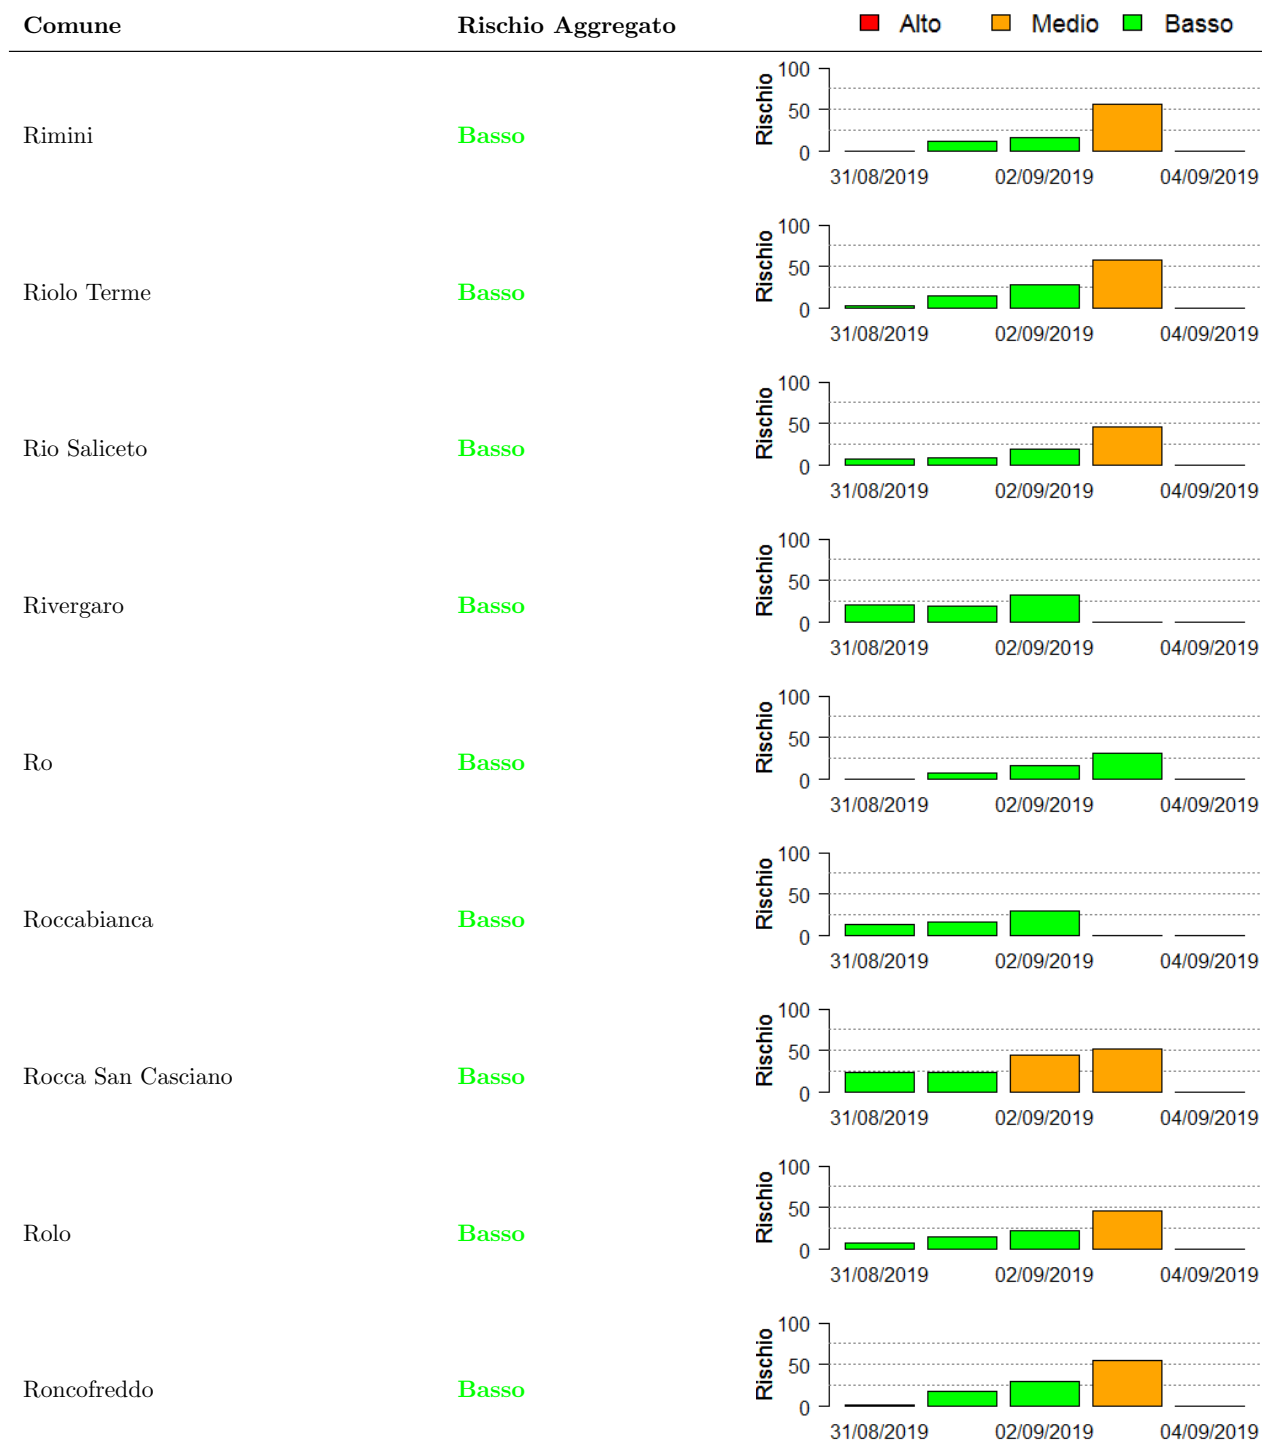 Comune Rischio Aggregato Alto Medio Basso
Rimini Basso Rischio 100 50 0
31/08/2019 02/09/2019 04/09/2019
Riolo Terme Basso Rischio 100 50 0
31/08/2019 02/09/2019 04/09/2019
Rio Saliceto Basso Rischio 100 50 0
31/08/2019 02/09/2019 04/09/2019
Rivergaro Basso Rischio 100 50 0
31/08/2019 02/09/2019 04/09/2019
Ro Basso Rischio 100 50 0
31/08/2019 02/09/2019 04/09/2019
Roccabianca Basso Rischio 100 50 0
31/08/2019 02/09/2019 04/09/2019
Rocca San Casciano Basso Rischio 100 50 0
31/08/2019 02/09/2019 04/09/2019
Rolo Basso Rischio 100 50 0
31/08/2019 02/09/2019 04/09/2019
Roncofreddo Basso Rischio 100 50 0
31/08/2019 02/09/2019 04/09/2019